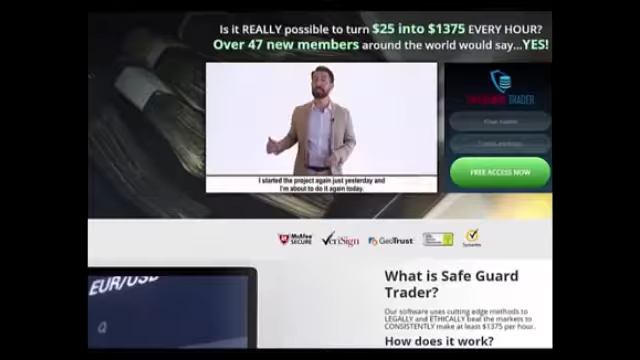 Is it REALLY possible to turn $25 into $1375 EVERY HOUR?
Over 47 new members around the world would say...YES!
TRADER
I started the project again just yesterday and
I'm about to do it again today.
FREE ACCESS NOW
McAfee
SECURE
VeriSign
GeoTrust
Symantec
EUR/USD
What is Safe Guard
Trader?
Our software uses cutting edge methods to
LEGALLY and ETHICALLY beat the markets to
CONSISTENTLY make at least $1375 per hour.
How does it work?